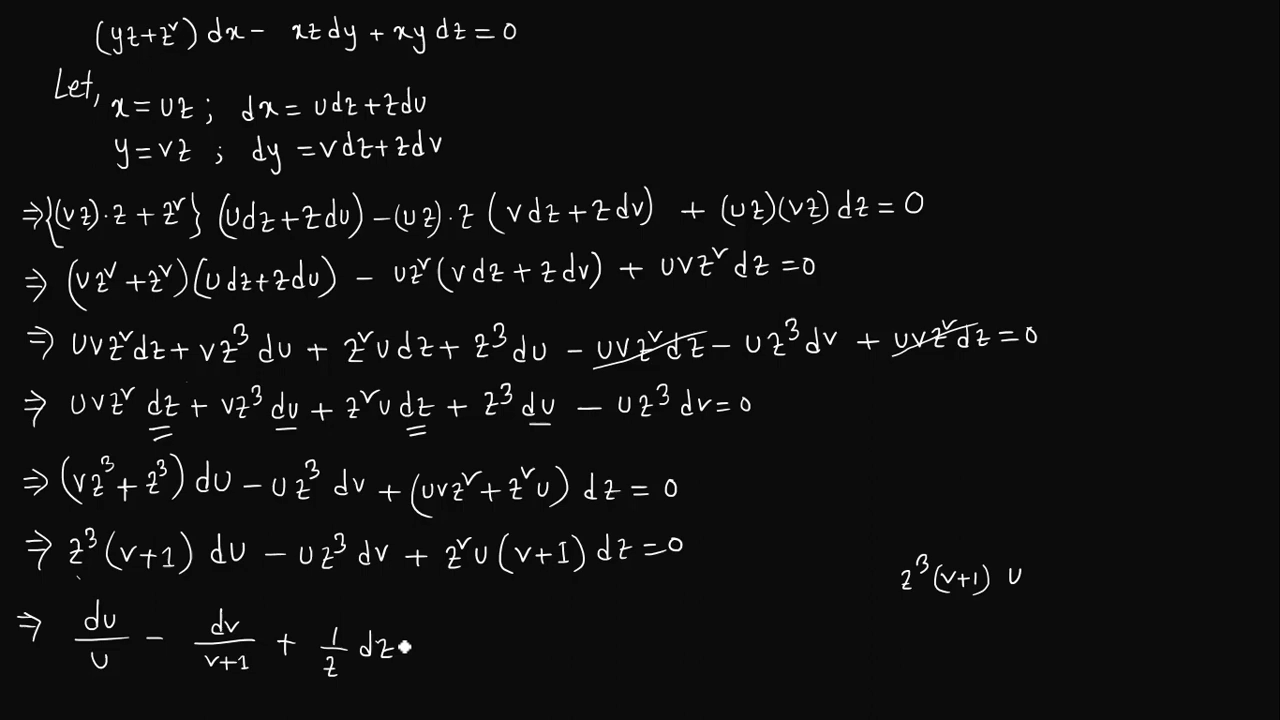 (yz+z²) dx - xz dy + xy dz = 0
Let,
x = uz ; dx = udz+zdu
y = vz ; dy = vdz+zdv
⇒ {(vz)·z + z²} (udz+zdu) - (uz)·z (vdz+zdv) + (uz)(vz) dz = 0
⇒ (vz² + z²)(udz+zdu) - uz²(vdz+zdv) + uvz² dz = 0
⇒ uvz²dz + vz³ du + z²u dz + z³ du - uvz²dz - uz³dv + uvz²dz = 0
⇒ uvz² dz + vz³ du + z²u dz + z³ du - uz³ dv = 0
⇒ (vz³ + z³) du - uz³ dv + (uvz² + z²u) dz = 0
⇒ z³(v+1) du - uz³ dv + z²u (v+1) dz = 0
z³(v+1) u
⇒ du/u - dv/v+1 + 1/z dz